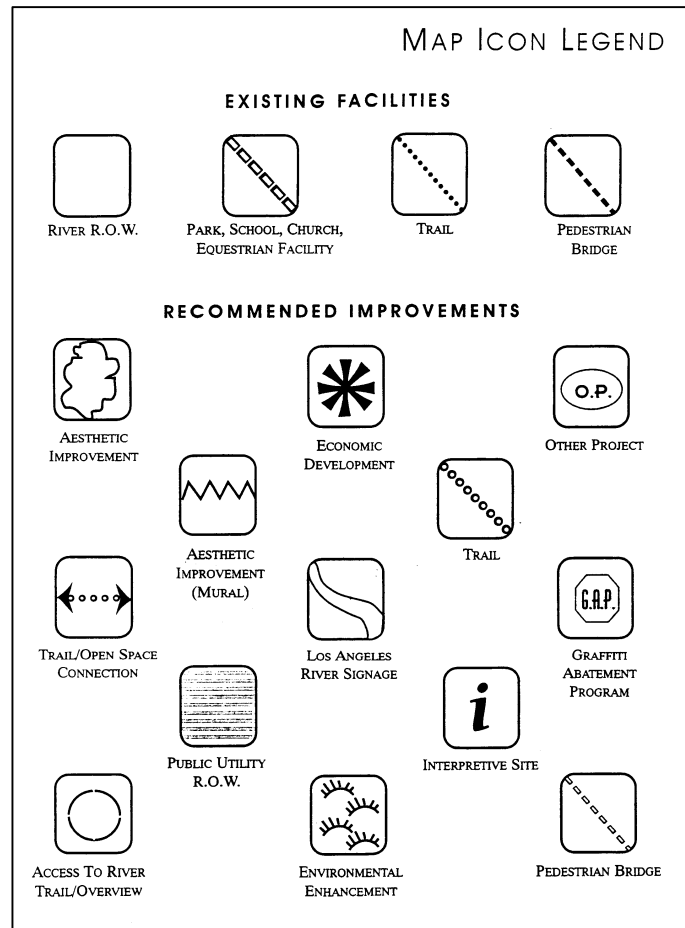 MAP ICON LEGEND
EXISTING FACILITIES
RIVER R.O.W.
PARK, SCHOOL, CHURCH,
EQUESTRIAN FACILITY
TRAIL
PEDESTRIAN
BRIDGE
RECOMMENDED IMPROVEMENTS
AESTHETIC
IMPROVEMENT
ECONOMIC
DEVELOPMENT
O.P.
OTHER PROJECT
AESTHETIC
IMPROVEMENT
(MURAL)
TRAIL
TRAIL/OPEN SPACE
CONNECTION
LOS ANGELES
RIVER SIGNAGE
G.A.P.
GRAFFITI
ABATEMENT
PROGRAM
PUBLIC UTILITY
R.O.W.
i
INTERPRETIVE SITE
ACCESS TO RIVER
TRAIL/OVERVIEW
ENVIRONMENTAL
ENHANCEMENT
PEDESTRIAN BRIDGE